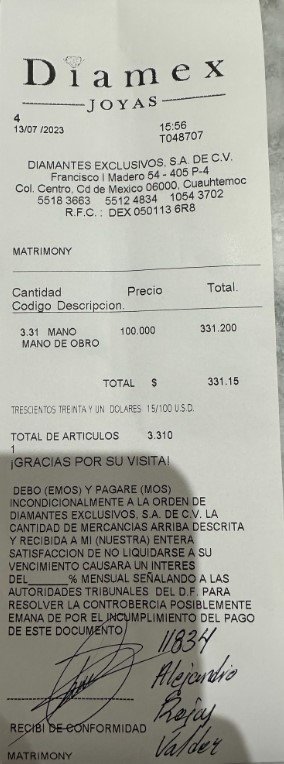 Diamex
JOYAS
4
13/07 /2023 15:56
T048707
DIAMANTES EXCLUSIVOS, S.A. DE C.V.
Francisco I Madero 54 - 405 P-4
Col. Centro, Cd de Mexico 06000, Cuauhtemoc
5518 3663 5512 4834 1054 3702
R.F.C. : DEX 050113 6R8
MATRIMONY
Cantidad Precio Total.
Codigo Descripcion.
3.31 MANO 100.000 331.200
MANO DE OBRO
TOTAL $ 331.15
TRESCIENTOS TREINTA Y UN DOLARES 15/100 U.S.D.
TOTAL DE ARTICULOS 3.310
1
¡GRACIAS POR SU VISITA!
DEBO (EMOS) Y PAGARE (MOS)
INCONDICIONALMENTE A LA ORDEN DE
DIAMANTES EXCLUSIVOS, S.A. DE C.V. LA
CANTIDAD DE MERCANCIAS ARRIBA DESCRITA
Y RECIBIDA A MI (NUESTRA) ENTERA
SATISFACCION DE NO LIQUIDARSE A SU
VENCIMIENTO CAUSARA UN INTERES
DEL______% MENSUAL SEÑALANDO A LAS
AUTORIDADES TRIBUNALES DEL D.F. PARA
RESOLVER LA CONTROBERCIA POSIBLEMENTE
EMANA DE POR EL INCUMPLIMIENTO DEL PAGO
DE ESTE DOCUMENTO
11834
Alejandro
Rojas
Valdez
RECIBI DE CONFORMIDAD
MATRIMONY